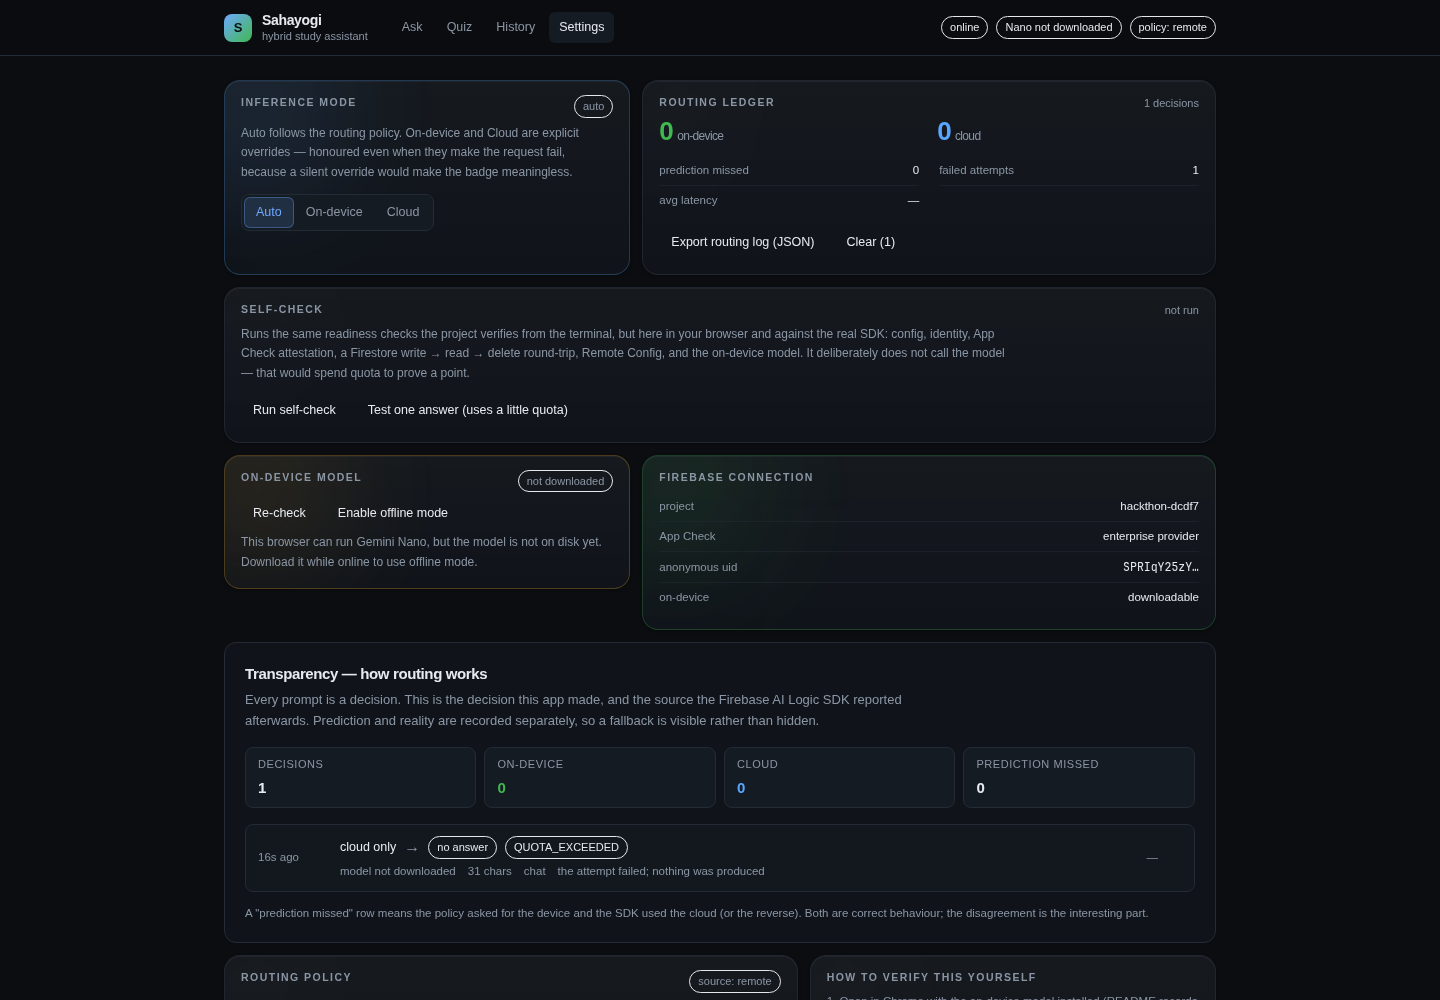 S
Sahayogi
hybrid study assistant
Ask
Quiz
History
Settings
online
Nano not downloaded
policy: remote
INFERENCE MODE
auto
Auto follows the routing policy. On-device and Cloud are explicit
overrides — honoured even when they make the request fail,
because a silent override would make the badge meaningless.
Auto
On-device
Cloud
ROUTING LEDGER
1 decisions
0 on-device
0 cloud
prediction missed 0
failed attempts 1
avg latency —
Export routing log (JSON)
Clear (1)
SELF-CHECK
not run
Runs the same readiness checks the project verifies from the terminal, but here in your browser and against the real SDK: config, identity, App
Check attestation, a Firestore write → read → delete round-trip, Remote Config, and the on-device model. It deliberately does not call the model
— that would spend quota to prove a point.
Run self-check
Test one answer (uses a little quota)
ON-DEVICE MODEL
not downloaded
Re-check
Enable offline mode
This browser can run Gemini Nano, but the model is not on disk yet.
Download it while online to use offline mode.
FIREBASE CONNECTION
project hackthon-dcdf7
App Check enterprise provider
anonymous uid SPRIqY25zY…
on-device downloadable
Transparency — how routing works
Every prompt is a decision. This is the decision this app made, and the source the Firebase AI Logic SDK reported
afterwards. Prediction and reality are recorded separately, so a fallback is visible rather than hidden.
DECISIONS
1
ON-DEVICE
0
CLOUD
0
PREDICTION MISSED
0
16s ago
cloud only → no answer QUOTA_EXCEEDED
model not downloaded 31 chars chat the attempt failed; nothing was produced
—
A "prediction missed" row means the policy asked for the device and the SDK used the cloud (or the reverse). Both are correct behaviour; the disagreement is the interesting part.
ROUTING POLICY
source: remote
HOW TO VERIFY THIS YOURSELF
1. Open in Chrome with the on-device model installed (README records